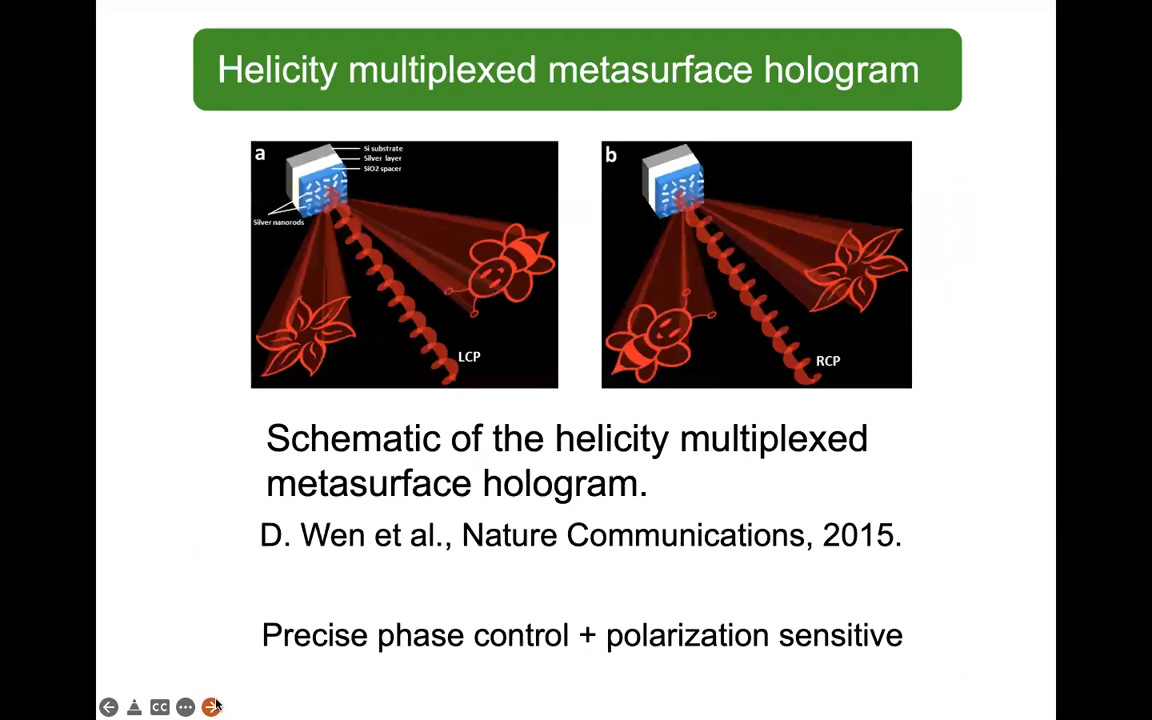 Helicity multiplexed metasurface hologram
a
Si substrate
Silver layer
SiO2 spacer
Silver nanorods
LCP
b
RCP
Schematic of the helicity multiplexed
metasurface hologram.
D. Wen et al., Nature Communications, 2015.
Precise phase control + polarization sensitive
CC